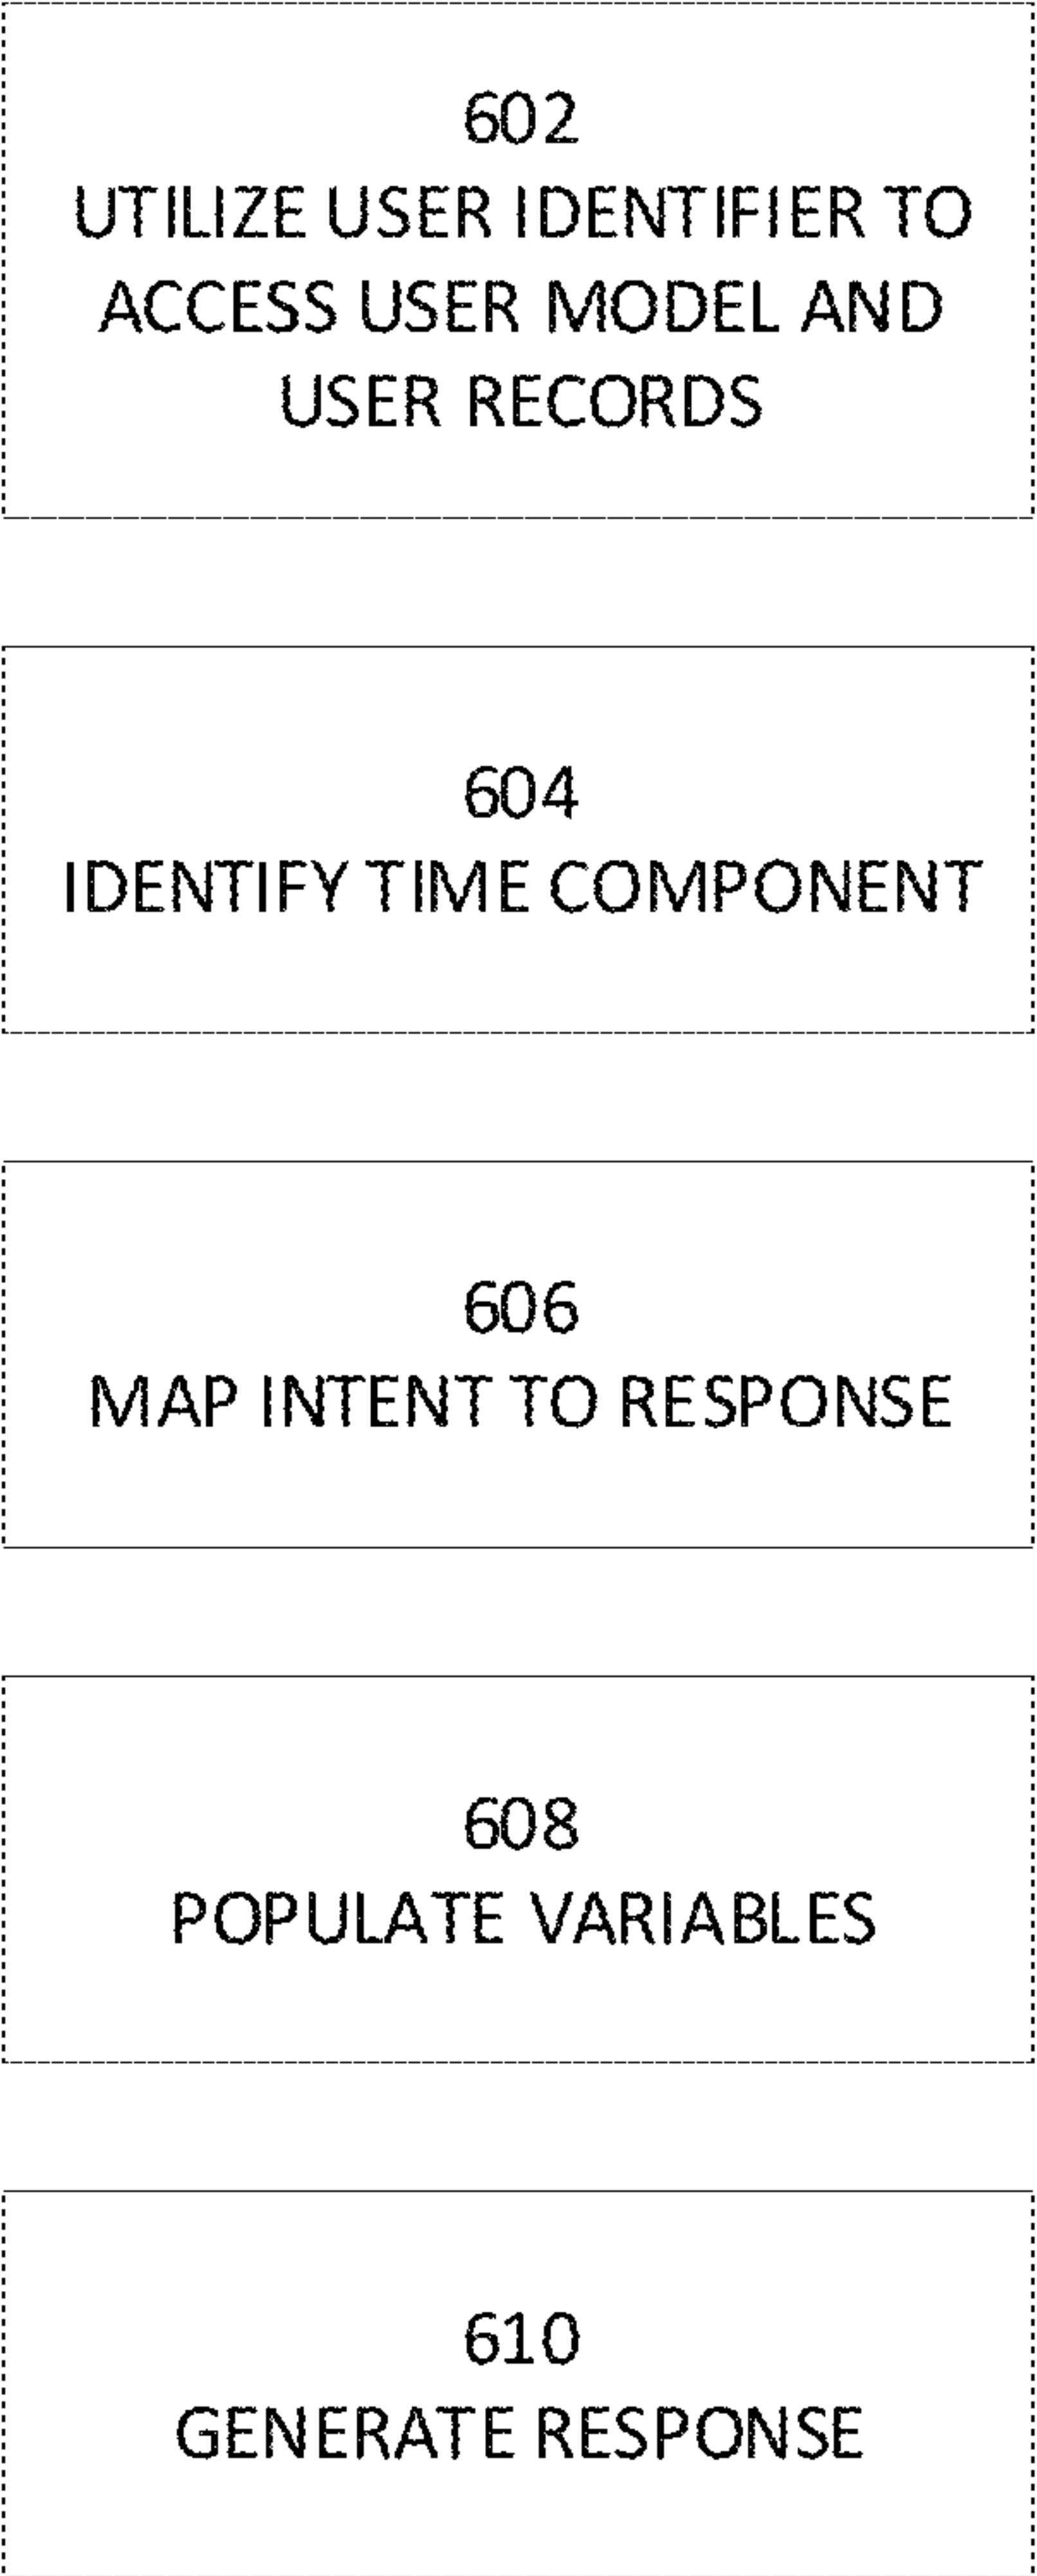 602
UTILIZE USER IDENTIFIER TO
ACCESS USER MODEL AND
USER RECORDS
604
IDENTIFY TIME COMPONENT
606
MAP INTENT TO RESPONSE
608
POPULATE VARIABLES
610
GENERATE RESPONSE